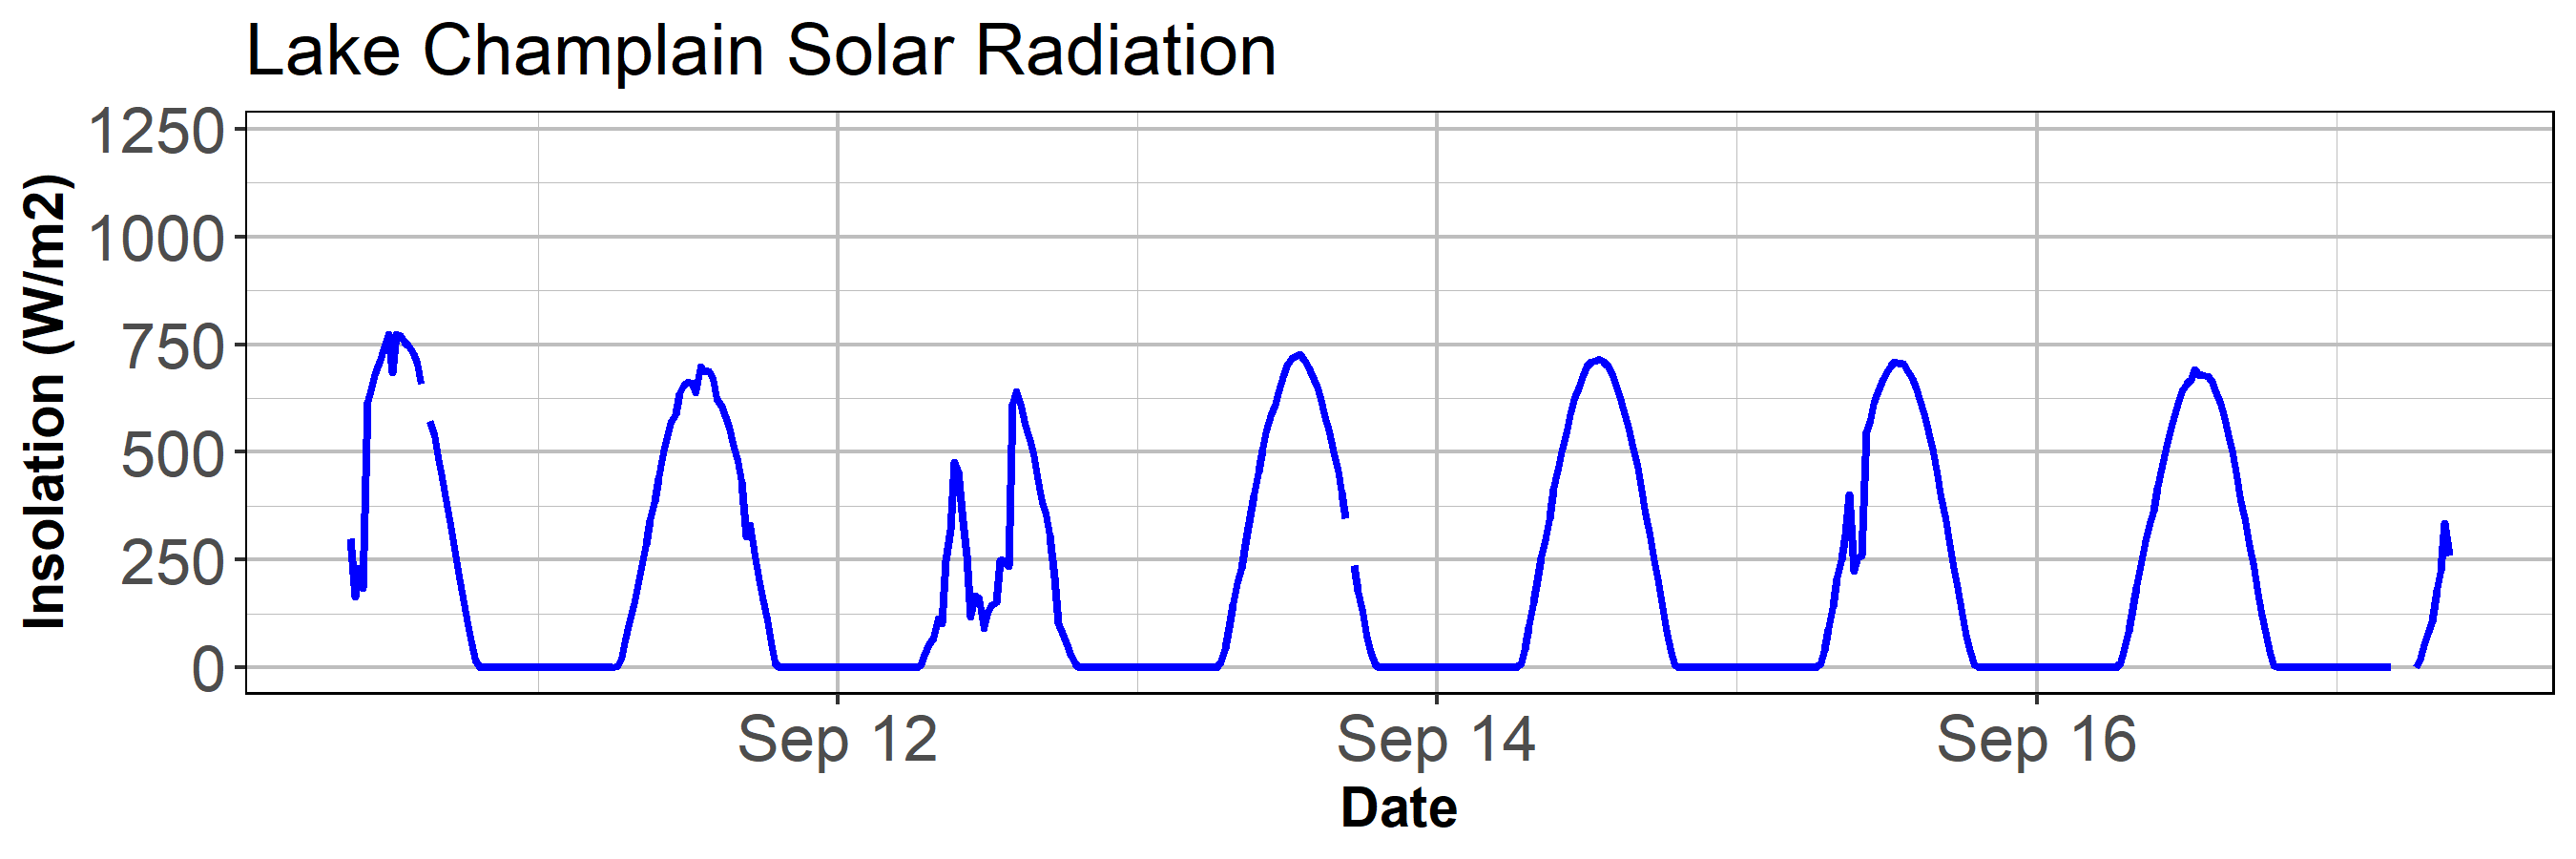 Lake Champlain Solar Radiation
1250
1000
750
500
250
0
Insolation (W/m2)
Sep 12
Sep 14
Sep 16
Date